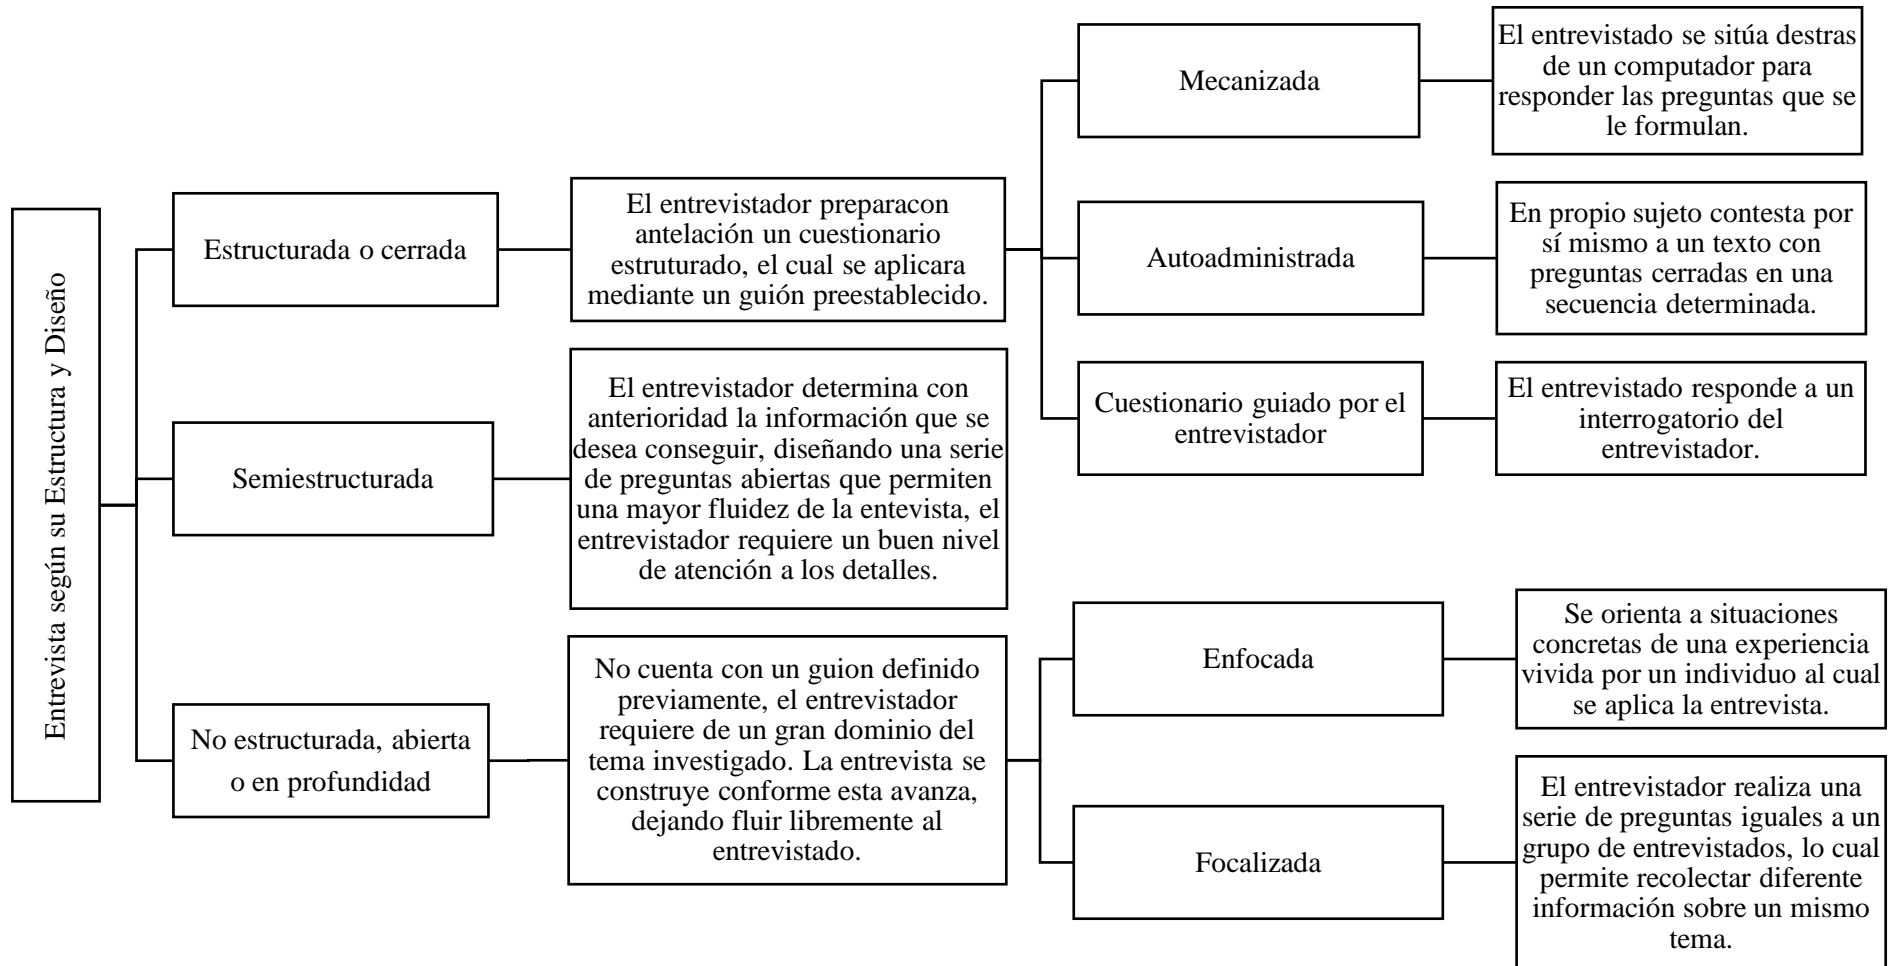 Entrevista según su Estructura y Diseño
Estructurada o cerrada
El entrevistador preparacon
antelación un cuestionario
estruturado, el cual se aplicara
mediante un guión preestablecido.
Mecanizada
El entrevistado se sitúa destras
de un computador para
responder las preguntas que se
le formulan.
Autoadministrada
En propio sujeto contesta por
sí mismo a un texto con
preguntas cerradas en una
secuencia determinada.
Cuestionario guiado por el
entrevistador
El entrevistado responde a un
interrogatorio del
entrevistador.
Semiestructurada
El entrevistador determina con
anterioridad la información que se
desea conseguir, diseñando una serie
de preguntas abiertas que permiten
una mayor fluidez de la entevista, el
entrevistador requiere un buen nivel
de atención a los detalles.
No estructurada, abierta
o en profundidad
No cuenta con un guion definido
previamente, el entrevistador
requiere de un gran dominio del
tema investigado. La entrevista se
construye conforme esta avanza,
dejando fluir libremente al
entrevistado.
Enfocada
Se orienta a situaciones
concretas de una experiencia
vivida por un individuo al cual
se aplica la entrevista.
Focalizada
El entrevistador realiza una
serie de preguntas iguales a un
grupo de entrevistados, lo cual
permite recolectar diferente
información sobre un mismo
tema.